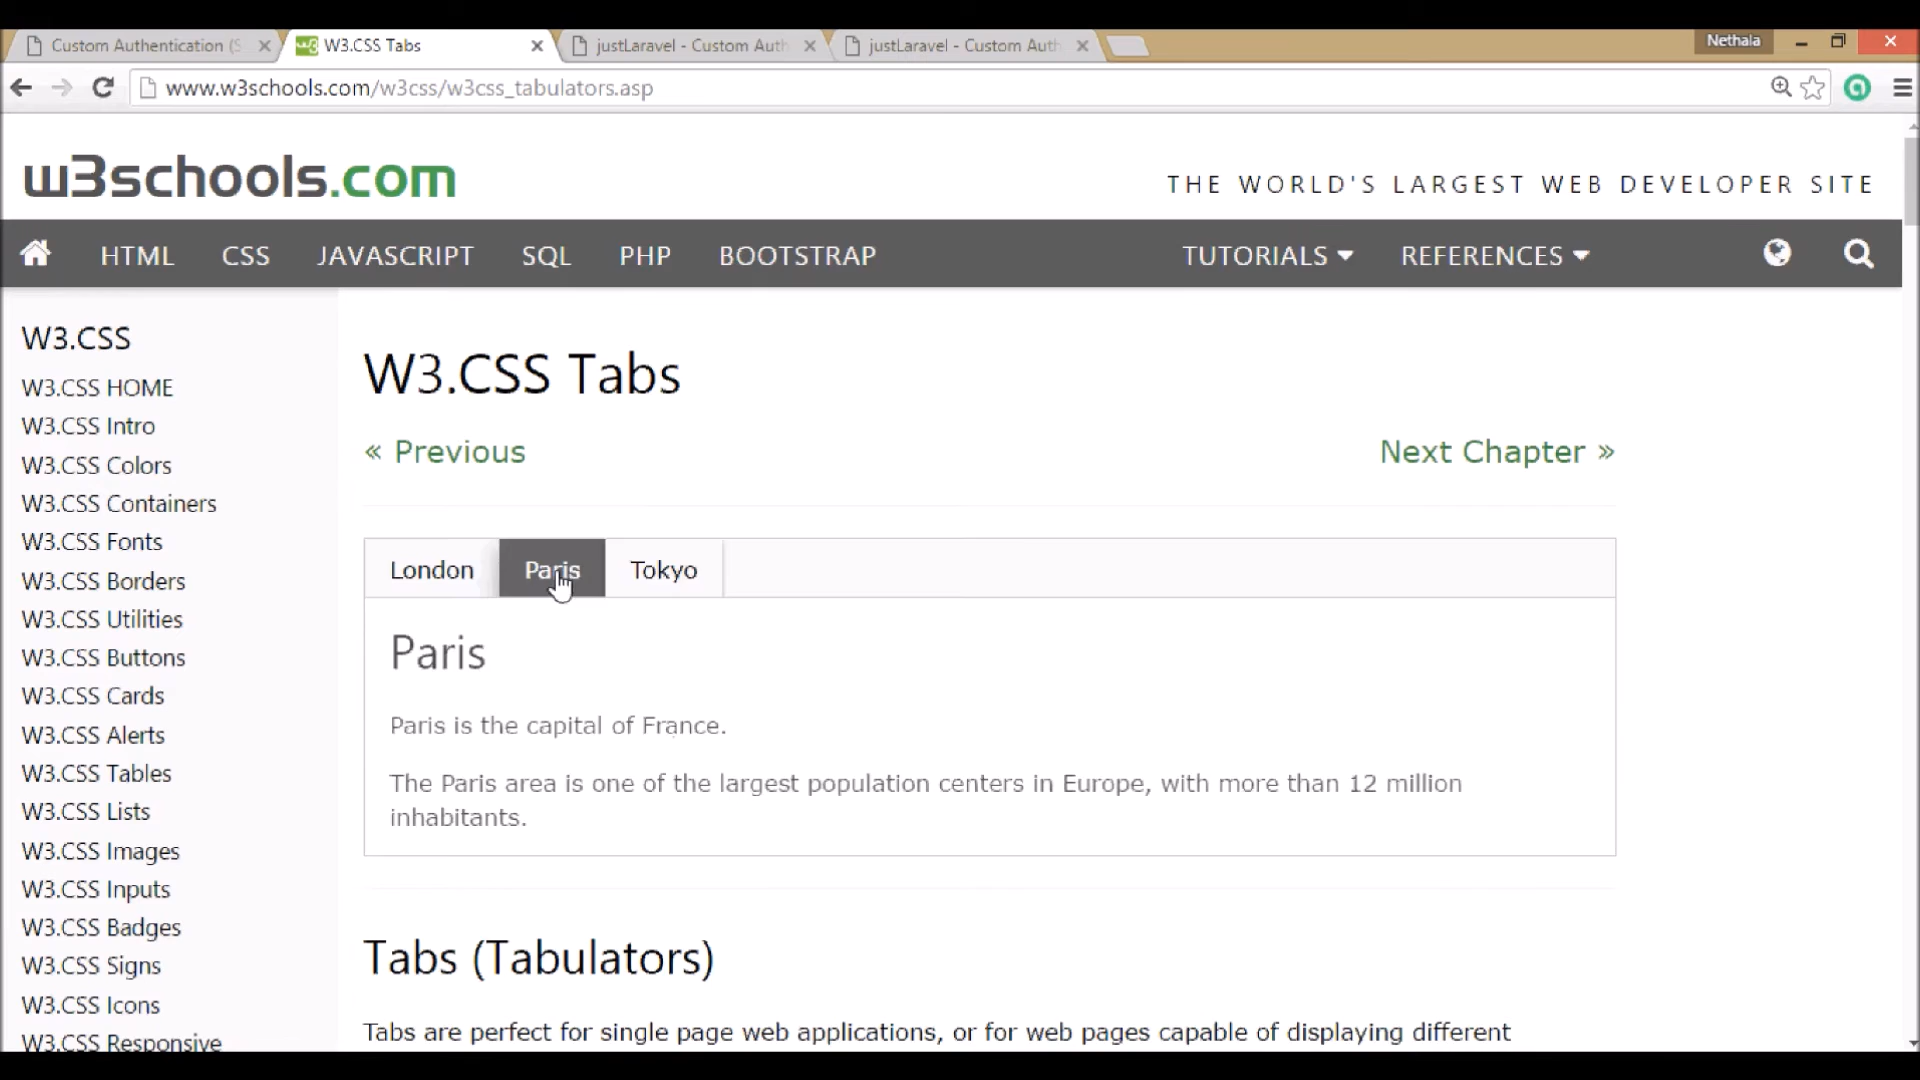 Custom Authentication (S
W3.CSS Tabs
justLaravel - Custom Auth
justLaravel - Custom Auth
Nethala
www.w3schools.com/w3css/w3css_tabulators.asp
w3schools.com
THE WORLD'S LARGEST WEB DEVELOPER SITE
HTML CSS JAVASCRIPT SQL PHP BOOTSTRAP TUTORIALS REFERENCES
W3.CSS
W3.CSS HOME
W3.CSS Intro
W3.CSS Colors
W3.CSS Containers
W3.CSS Fonts
W3.CSS Borders
W3.CSS Utilities
W3.CSS Buttons
W3.CSS Cards
W3.CSS Alerts
W3.CSS Tables
W3.CSS Lists
W3.CSS Images
W3.CSS Inputs
W3.CSS Badges
W3.CSS Signs
W3.CSS Icons
W3.CSS Responsive
W3.CSS Tabs
« Previous
Next Chapter »
London Paris Tokyo
Paris
Paris is the capital of France.
The Paris area is one of the largest population centers in Europe, with more than 12 million
inhabitants.
Tabs (Tabulators)
Tabs are perfect for single page web applications, or for web pages capable of displaying different